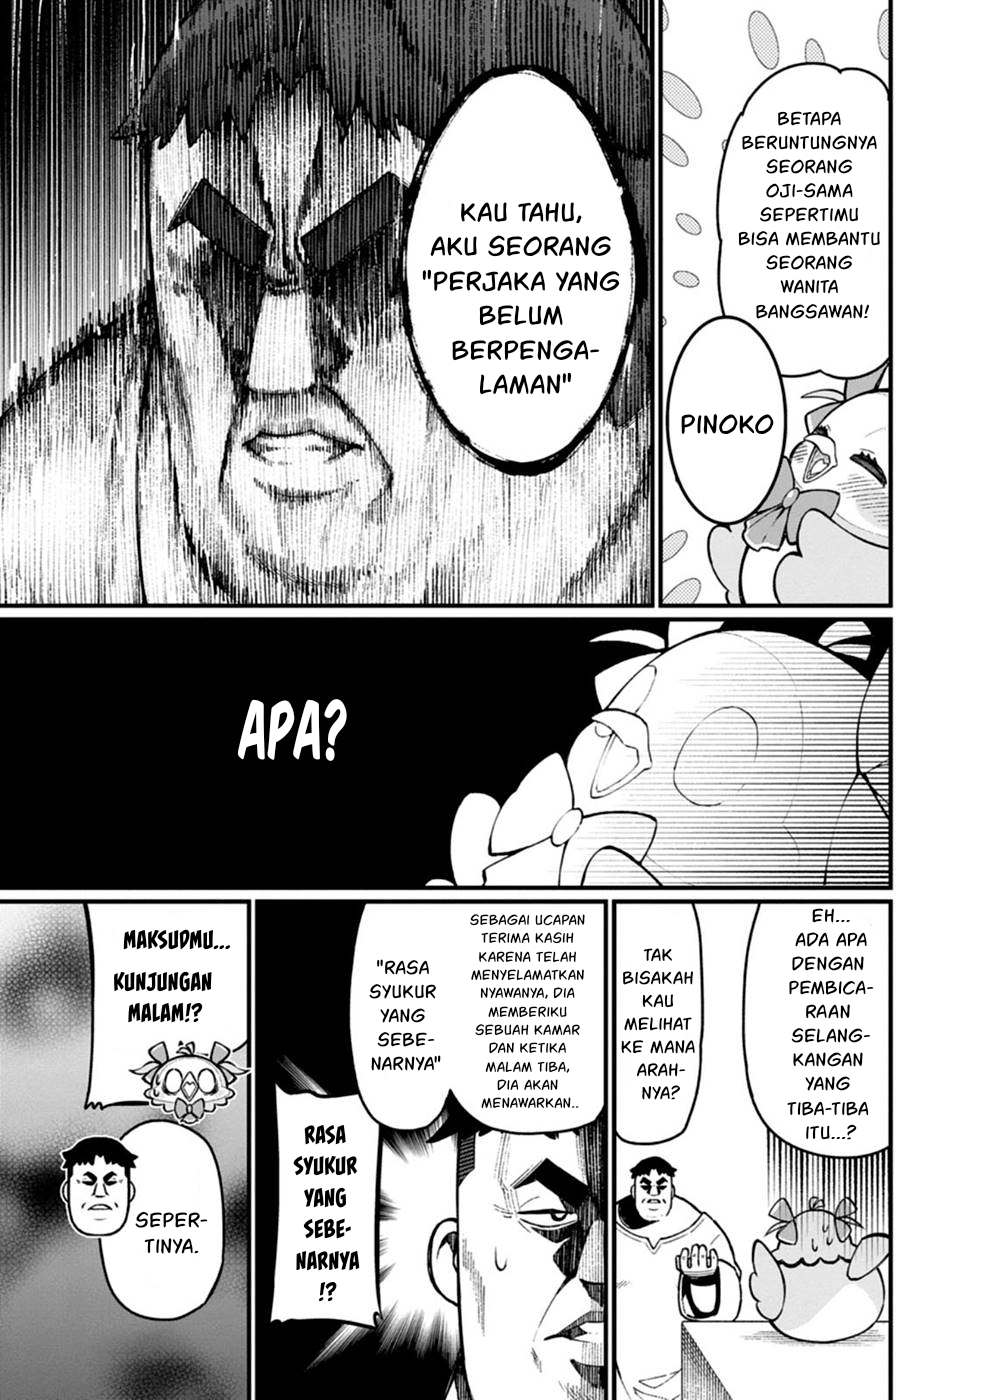 BETAPA
BERUNTUNGNYA
SEORANG
OJI-SAMA
SEPERTIMU
BISA MEMBANTU
SEORANG
WANITA
BANGSAWAN!
PINOKO
KAU TAHU,
AKU SEORANG
"PERJAKA YANG
BELUM
BERPENGA-
LAMAN"
APA?
EH...
ADA APA
DENGAN
PEMBICA-
RAAN
SELANG-
KANGAN
YANG
TIBA-TIBA
ITU...?
TAK
BISAKAH
KAU
MELIHAT
KE MANA
ARAH-
NYA?
SEBAGAI UCAPAN
TERIMA KASIH
KARENA TELAH
MENYELAMATKAN
NYAWANYA, DIA
MEMBERIKU
SEBUAH KAMAR
DAN KETIKA
MALAM TIBA,
DIA AKAN
MENAWARKAN..
"RASA
SYUKUR
YANG
SEBE-
NARNYA"
RASA
SYUKUR
YANG
SEBE-
NARNYA
!?
MAKSUDMU...
KUNJUNGAN
MALAM!?
SEPER-
TINYA.